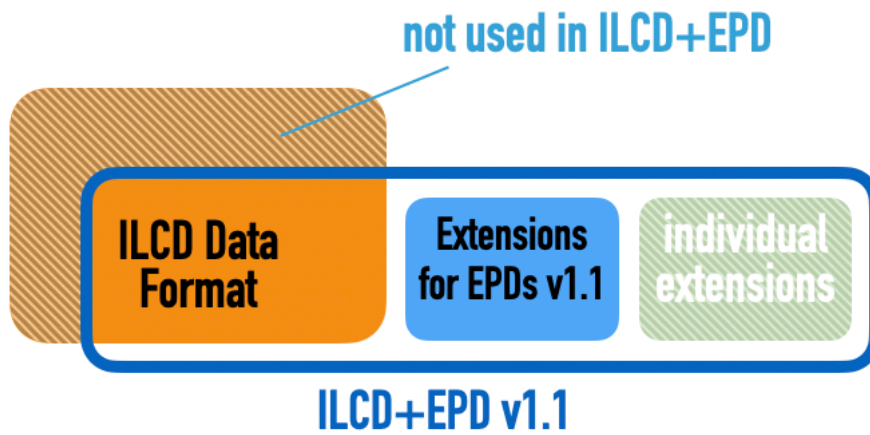 not used in ILCD+EPD
ILCD Data
Format
Extensions
for EPDs v1.1
individual
extensions
ILCD+EPD v1.1